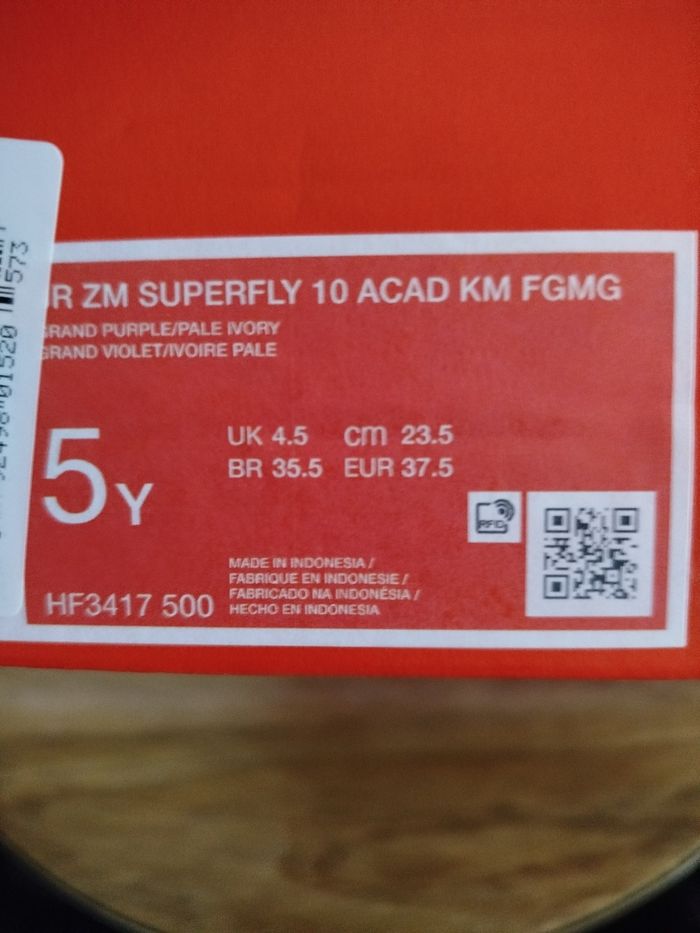 R ZM SUPERFLY 10 ACAD KM FGMG
GRAND PURPLE/PALE IVORY
GRAND VIOLET/IVOIRE PALE
5Y
UK 4.5 cm 23.5
BR 35.5 EUR 37.5
RFID
HF3417 500
MADE IN INDONESIA /
FABRIQUE EN INDONESIE /
FABRICADO NA INDONÉSIA /
HECHO EN INDONESIA
573